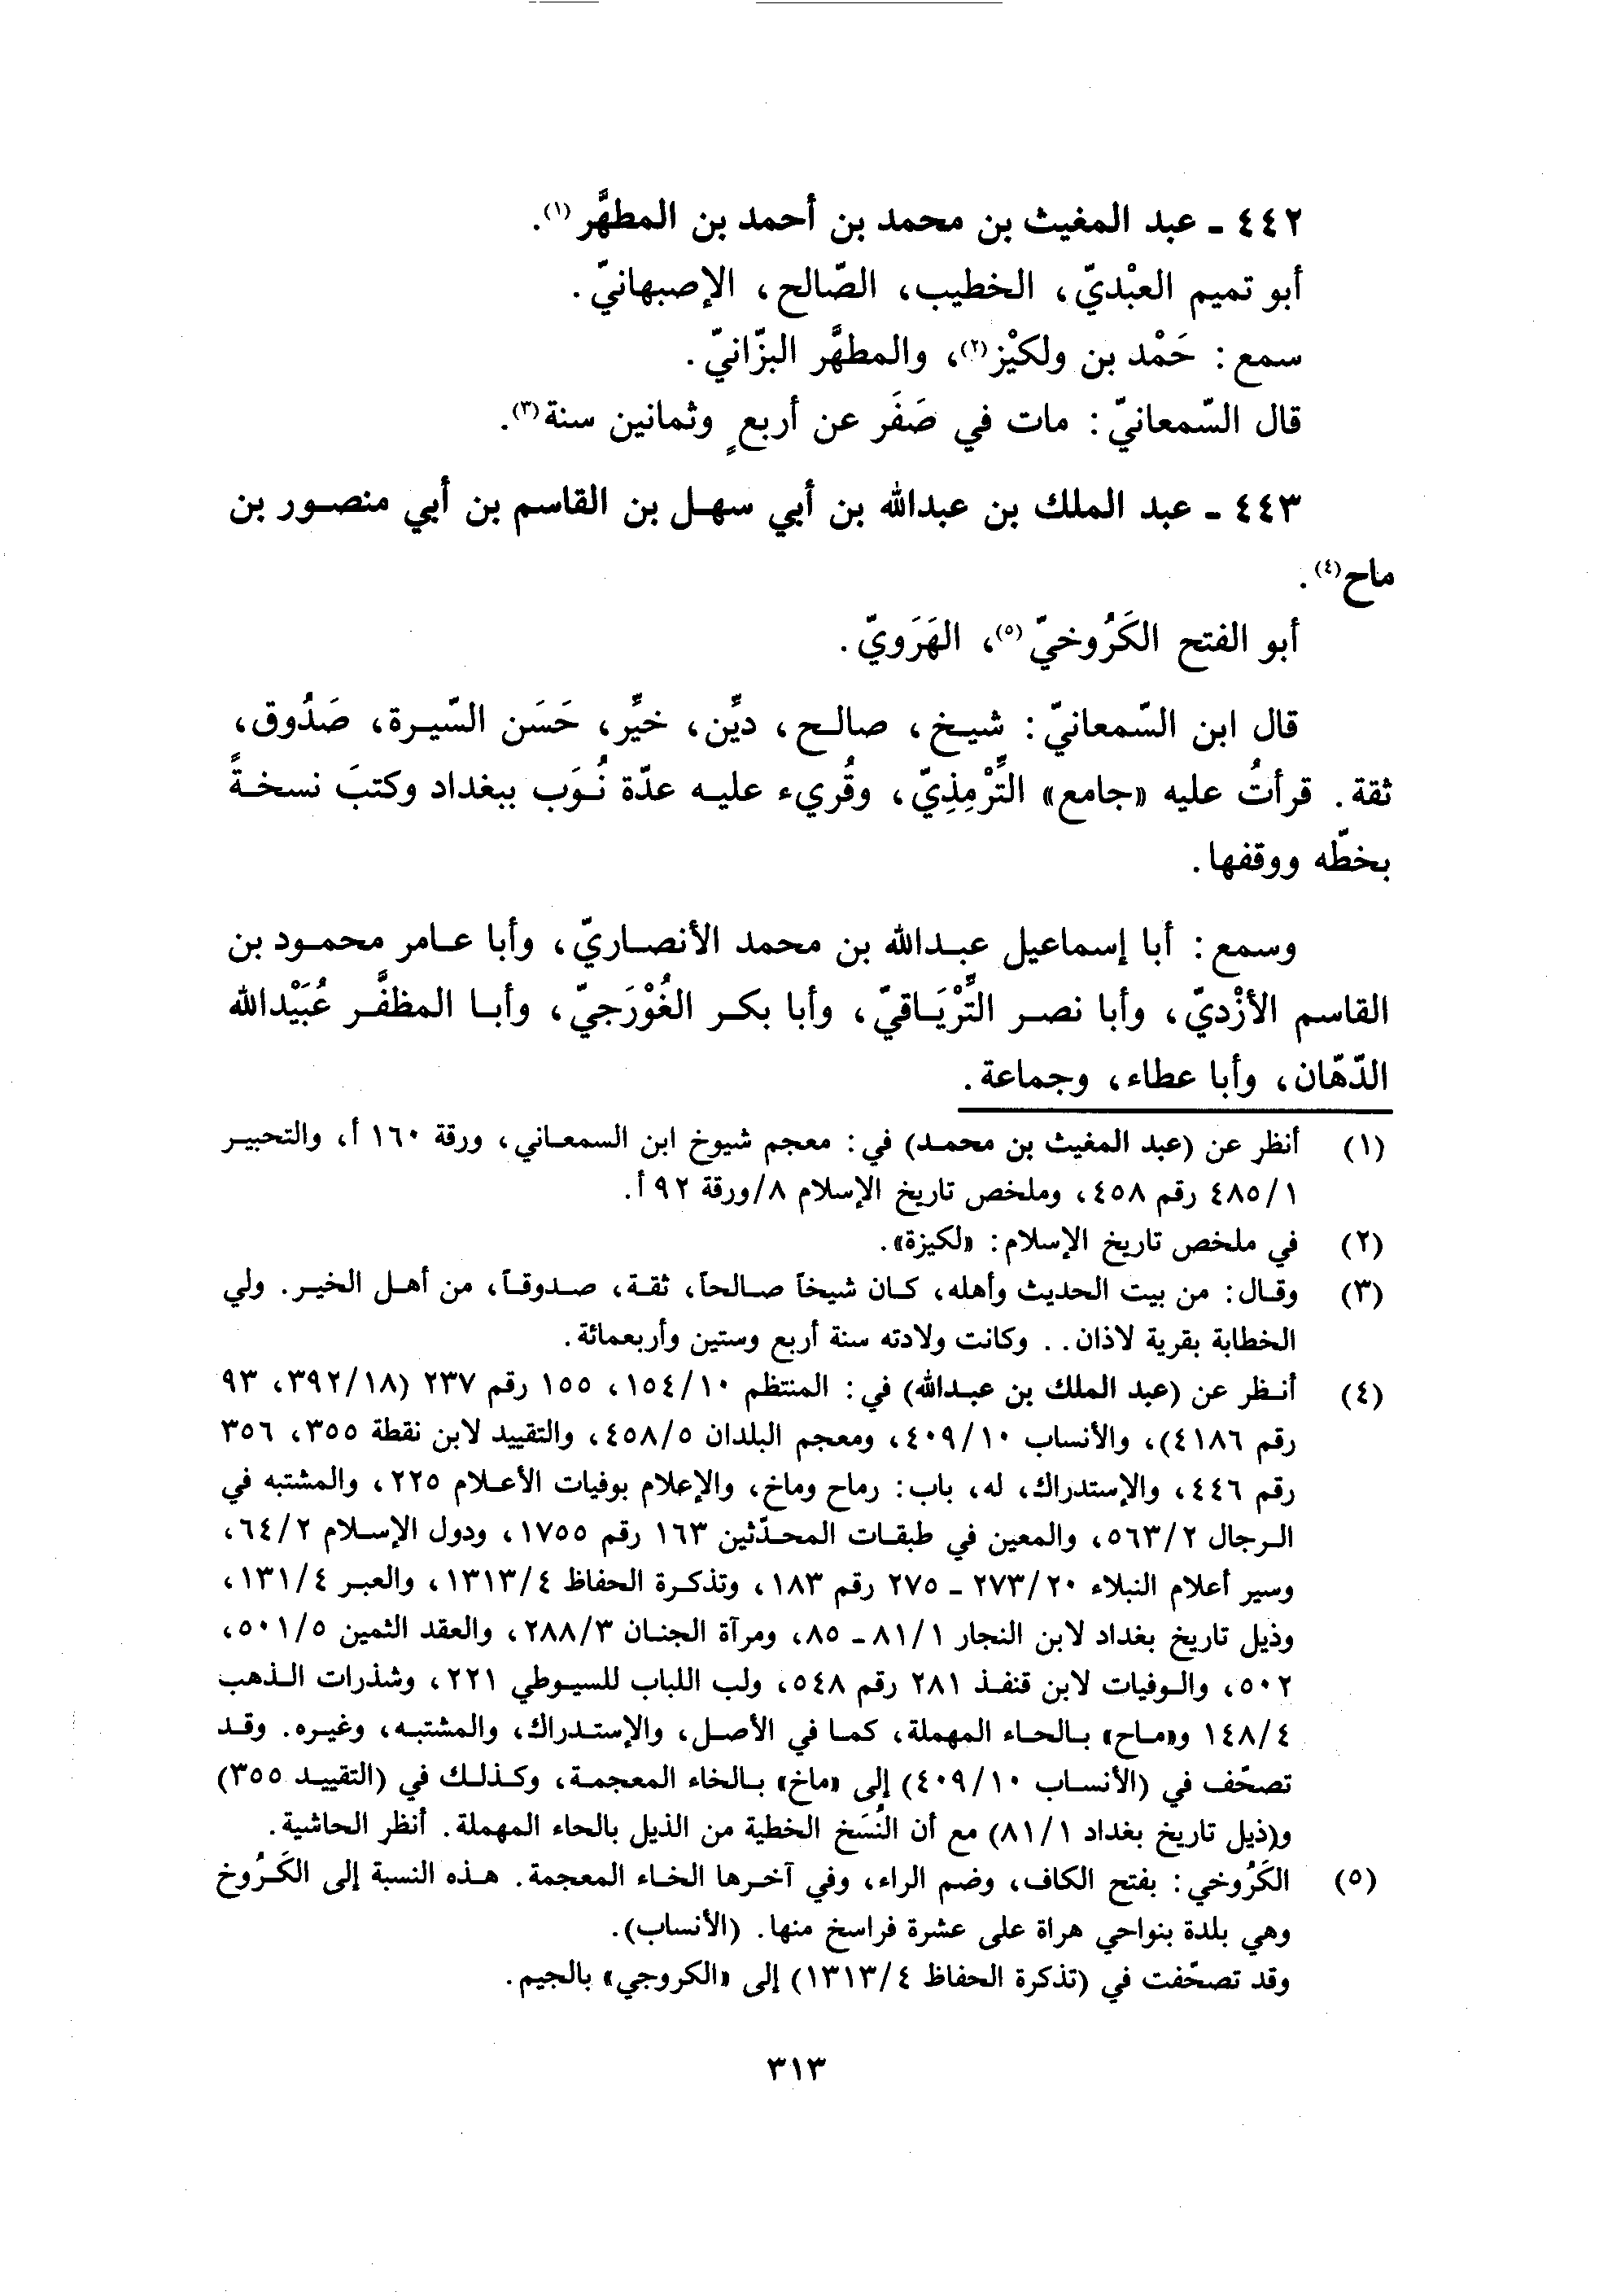 ٤٤٢ ـ عبد المغيث بن محمد بن أحمد بن المطهَّر(١).
أبو تميم العبْديّ، الخطيب، الصّالح، الإصبهانيّ.
سمع: حَمْد بن ولكيْز(٢)، والمطهَّر البزّانيّ.
قال السّمعانيّ: مات في صَفَر عن أربعٍ وثمانين سنة(٣).
٤٤٣ ـ عبد الملك بن عبدالله بن أبي سهل بن القاسم بن أبي منصور بن
ماح(٤).
أبو الفتح الكَرُوخيّ(٥)، الهَرَويّ.
قال ابن السّمعانيّ: شيخ، صالح، ديِّن، خيِّر، حَسَن السّيرة، صَدُوق،
ثقة. قرأتُ عليه «جامع» التِّرْمِذِيّ، وقُريء عليه عدّة نُوَب ببغداد وكتبَ نسخةً
بخطّه ووقفها.
وسمع: أبا إسماعيل عبدالله بن محمد الأنصاريّ، وأبا عامر محمود بن
القاسم الأزْديّ، وأبا نصر التِّرْيَاقيّ، وأبا بكر الغُوْرَجيّ، وأبا المظفَّر عُبَيْدالله
الدّهّان، وأبا عطاء، وجماعة.
(١) أنظر عن (عبد المغيث بن محمد) في: معجم شيوخ ابن السمعاني، ورقة ١٦٠ أ، والتحبير
٤٨٥/١ رقم ٤٥٨، وملخص تاريخ الإسلام ٨/ورقة ٩٢ أ.
(٢) في ملخص تاريخ الإسلام: «لكيزة».
(٣) وقال: من بيت الحديث وأهله، كان شيخاً صالحاً، ثقة، صدوقاً، من أهل الخير. ولي
الخطابة بقرية لاذان.. وكانت ولادته سنة أربع وستين وأربعمائة.
(٤) أنظر عن (عبد الملك بن عبدالله) في: المنتظم ١٥٤/١٠، ١٥٥ رقم ٢٣٧ (٣٩٢/١٨، ٩٣
رقم ٤١٨٦)، والأنساب ٤٠٩/١٠، ومعجم البلدان ٤٥٨/٥، والتقييد لابن نقطة ٣٥٥، ٣٥٦
رقم ٤٤٦، والإستدراك، له، باب: رماح وماخ، والإعلام بوفيات الأعلام ٢٢٥، والمشتبه في
الرجال ٥٦٣/٢، والمعين في طبقات المحدّثين ١٦٣ رقم ١٧٥٥، ودول الإسلام ٦٤/٢،
وسير أعلام النبلاء ٢٧٣/٢٠ ـ ٢٧٥ رقم ١٨٣، وتذكرة الحفاظ ١٣١٣/٤، والعبر ١٣١/٤،
وذيل تاريخ بغداد لابن النجار ٨١/١ ـ ٨٥، ومرآة الجنان ٢٨٨/٣، والعقد الثمين ٥٠١/٥،
٥٠٢، والوفيات لابن قنفذ ٢٨١ رقم ٥٤٨، ولب اللباب للسيوطي ٢٢١، وشذرات الذهب
١٤٨/٤ و«ماح» بالحاء المهملة، كما في الأصل، والإستدراك، والمشتبه، وغيره. وقد
تصحّف في (الأنساب ٤٠٩/١٠) إلى «ماخ» بالخاء المعجمة، وكذلك في (التقييد ٣٥٥)
و(ذيل تاريخ بغداد ٨١/١) مع أن النُسَخ الخطية من الذيل بالحاء المهملة. أنظر الحاشية.
(٥) الكَرُوخي: بفتح الكاف، وضم الراء، وفي آخرها الخاء المعجمة. هذه النسبة إلى الكَرُوخ
وهي بلدة بنواحي هراة على عشرة فراسخ منها. (الأنساب).
وقد تصحّفت في (تذكرة الحفاظ ١٣١٣/٤) إلى «الكروجي» بالجيم.
٣١٣